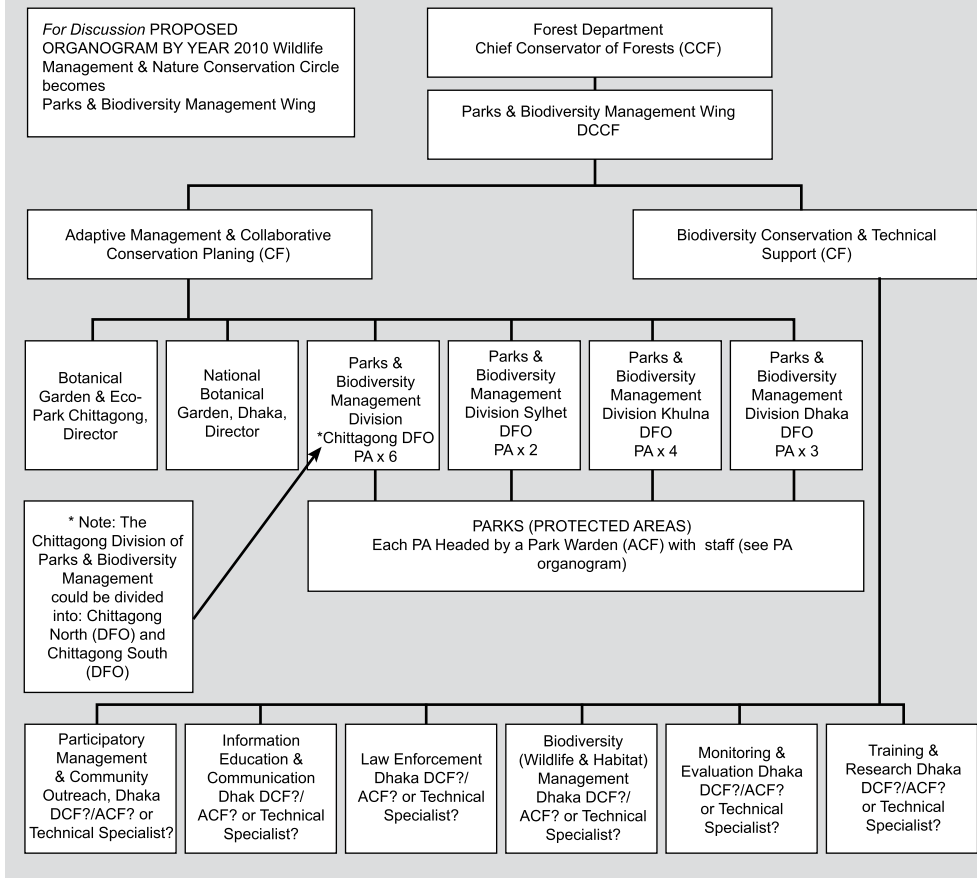 For Discussion PROPOSED
ORGANOGRAM BY YEAR 2010 Wildlife
Management & Nature Conservation Circle
becomes
Parks & Biodiversity Management Wing
Forest Department
Chief Conservator of Forests (CCF)
Parks & Biodiversity Management Wing
DCCF
Adaptive Management & Collaborative
Conservation Planing (CF)
Biodiversity Conservation & Technical
Support (CF)
Botanical
Garden & Eco-
Park Chittagong,
Director
National
Botanical
Garden, Dhaka,
Director
Parks &
Biodiversity
Management
Division
*Chittagong DFO
PA x 6
Parks &
Biodiversity
Management
Division Sylhet
DFO
PA x 2
Parks &
Biodiversity
Management
Division Khulna
DFO
PA x 4
Parks &
Biodiversity
Management
Division Dhaka
DFO
PA x 3
* Note: The
Chittagong Division of
Parks & Biodiversity
Management
could be divided
into: Chittagong
North (DFO) and
Chittagong South
(DFO)
PARKS (PROTECTED AREAS)
Each PA Headed by a Park Warden (ACF) with staff (see PA
organogram)
Participatory
Management
& Community
Outreach, Dhaka
DCF?/ACF? or
Technical Specialist?
Information
Education &
Communication
Dhak DCF?/
ACF? or Technical
Specialist?
Law Enforcement
Dhaka DCF?/
ACF? or Technical
Specialist?
Biodiversity
(Wildlife & Habitat)
Management
Dhaka DCF?/
ACF? or Technical
Specialist?
Monitoring &
Evaluation Dhaka
DCF?/ACF?
or Technical
Specialist?
Training &
Research Dhaka
DCF?/ACF?
or Technical
Specialist?